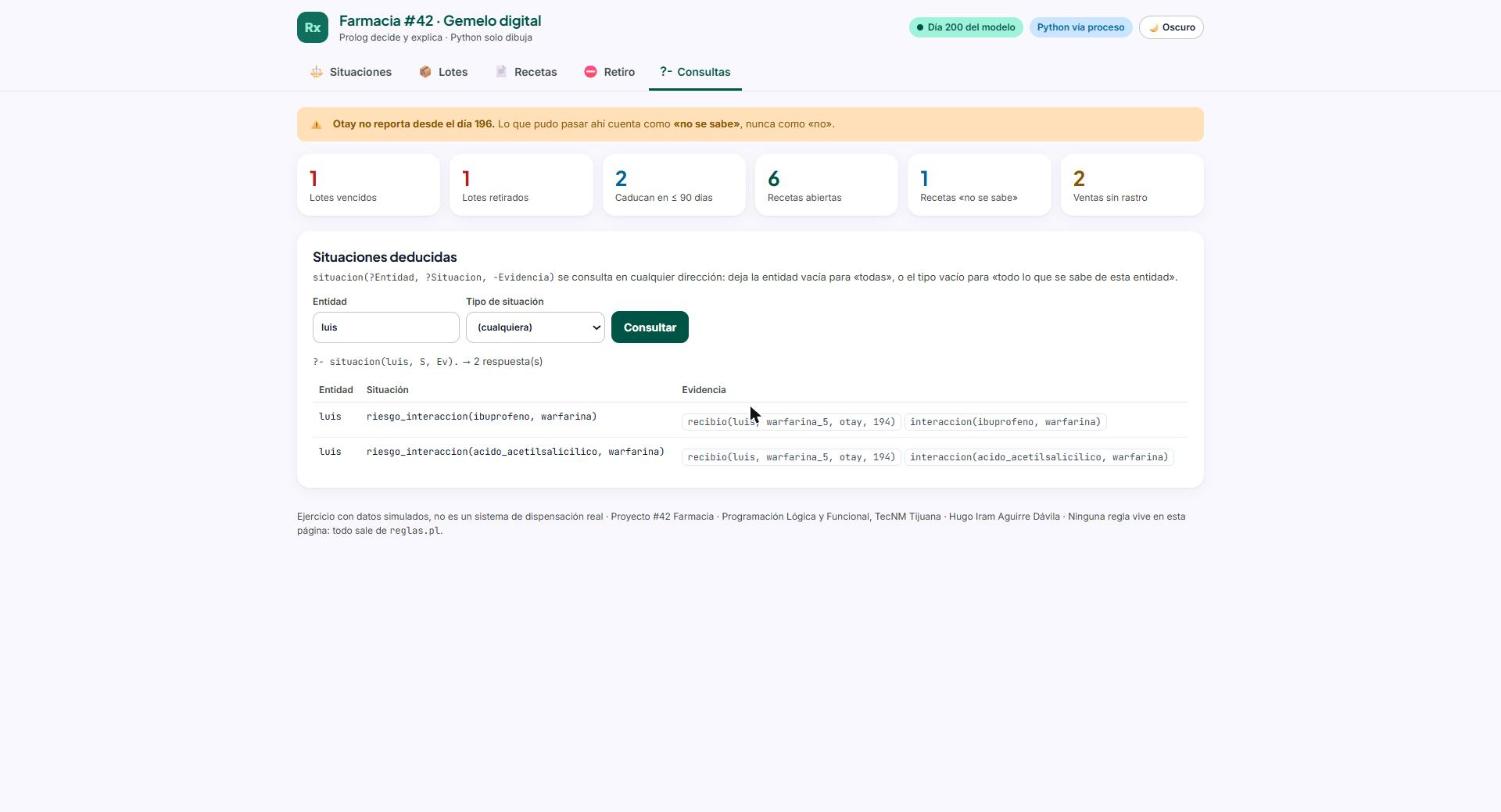 Rx
Farmacia #42 · Gemelo digital
Prolog decide y explica · Python solo dibuja
Día 200 del modelo
Python vía proceso
Oscuro
Situaciones
Lotes
Recetas
Retiro
?- Consultas
Otay no reporta desde el día 196. Lo que pudo pasar ahí cuenta como «no se sabe», nunca como «no».
1
Lotes vencidos
1
Lotes retirados
2
Caducan en ≤ 90 días
6
Recetas abiertas
1
Recetas «no se sabe»
2
Ventas sin rastro
Situaciones deducidas
situacion(?Entidad, ?Situacion, -Evidencia) se consulta en cualquier dirección: deja la entidad vacía para «todas», o el tipo vacío para «todo lo que se sabe de esta entidad».
Entidad
Tipo de situación
luis
(cualquiera)
Consultar
?- situacion(luis, S, Ev). → 2 respuesta(s)
Entidad Situación Evidencia
luis riesgo_interaccion(ibuprofeno, warfarina) recibio(luis, warfarina_5, otay, 194) interaccion(ibuprofeno, warfarina)
luis riesgo_interaccion(acido_acetilsalicilico, warfarina) recibio(luis, warfarina_5, otay, 194) interaccion(acido_acetilsalicilico, warfarina)
Ejercicio con datos simulados, no es un sistema de dispensación real · Proyecto #42 Farmacia · Programación Lógica y Funcional, TecNM Tijuana · Hugo Iram Aguirre Dávila · Ninguna regla vive en esta
página: todo sale de reglas.pl.